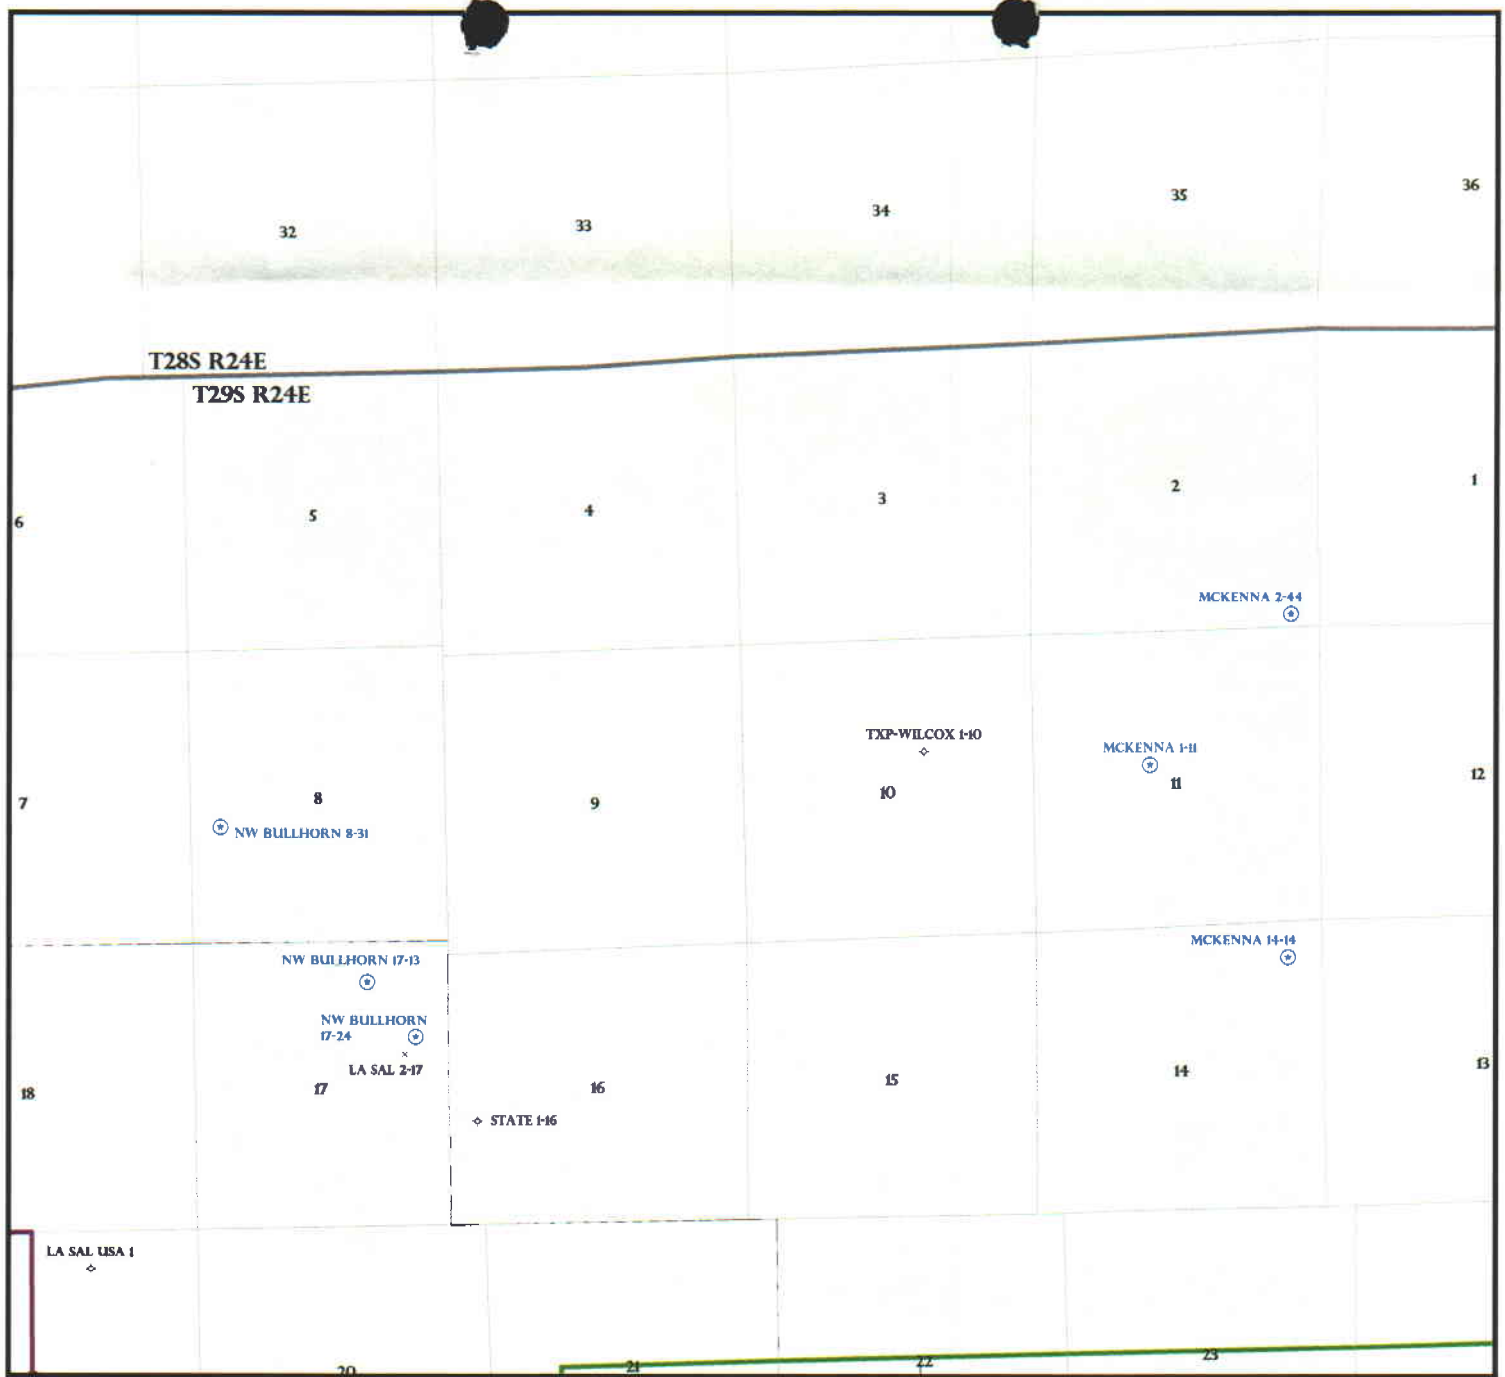 36
35
34
33
32
T28S R24E
T29S R24E
1
2
3
4
5
6
MCKENNA 2-44
TXP-WILCOX 1-10
MCKENNA 1-11
7
8
9
10
11
12
NW BULLHORN 8-31
MCKENNA 14-14
NW BULLHORN 17-13
NW BULLHORN
17-24
LA SAL 2-17
18
17
16
15
14
13
STATE 1-16
LA SAL USA 1
20
21
22
23